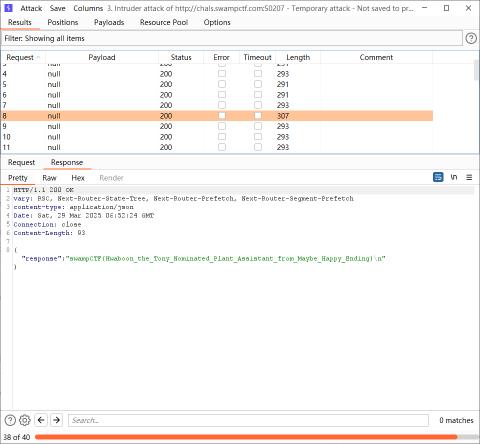 Attack Save Columns 3. Intruder attack of http://chals.swampctf.com:50207 - Temporary attack - Not saved to pr...
Results Positions Payloads Resource Pool Options
Filter: Showing all items
Request Payload Status Error Timeout Length Comment
3 null 200 291
4 null 200 293
5 null 200 291
6 null 200 291
7 null 200 293
8 null 200 307
9 null 200 293
10 null 200 293
11 null 200 293
Request Response
Pretty Raw Hex Render
\n
1 HTTP/1.1 200 OK
2 vary: RSC, Next-Router-State-Tree, Next-Router-Prefetch, Next-Router-Segment-Prefetch
3 content-type: application/json
4 Date: Sat, 29 Mar 2025 06:52:24 GMT
5 Connection: close
6 Content-Length: 93
7
8 {
"response":"swampCTF{Hwaboon_the_Tony_Nominated_Plant_Assistant_from_Maybe_Happy_Ending}\n"
}
Search...
0 matches
38 of 40